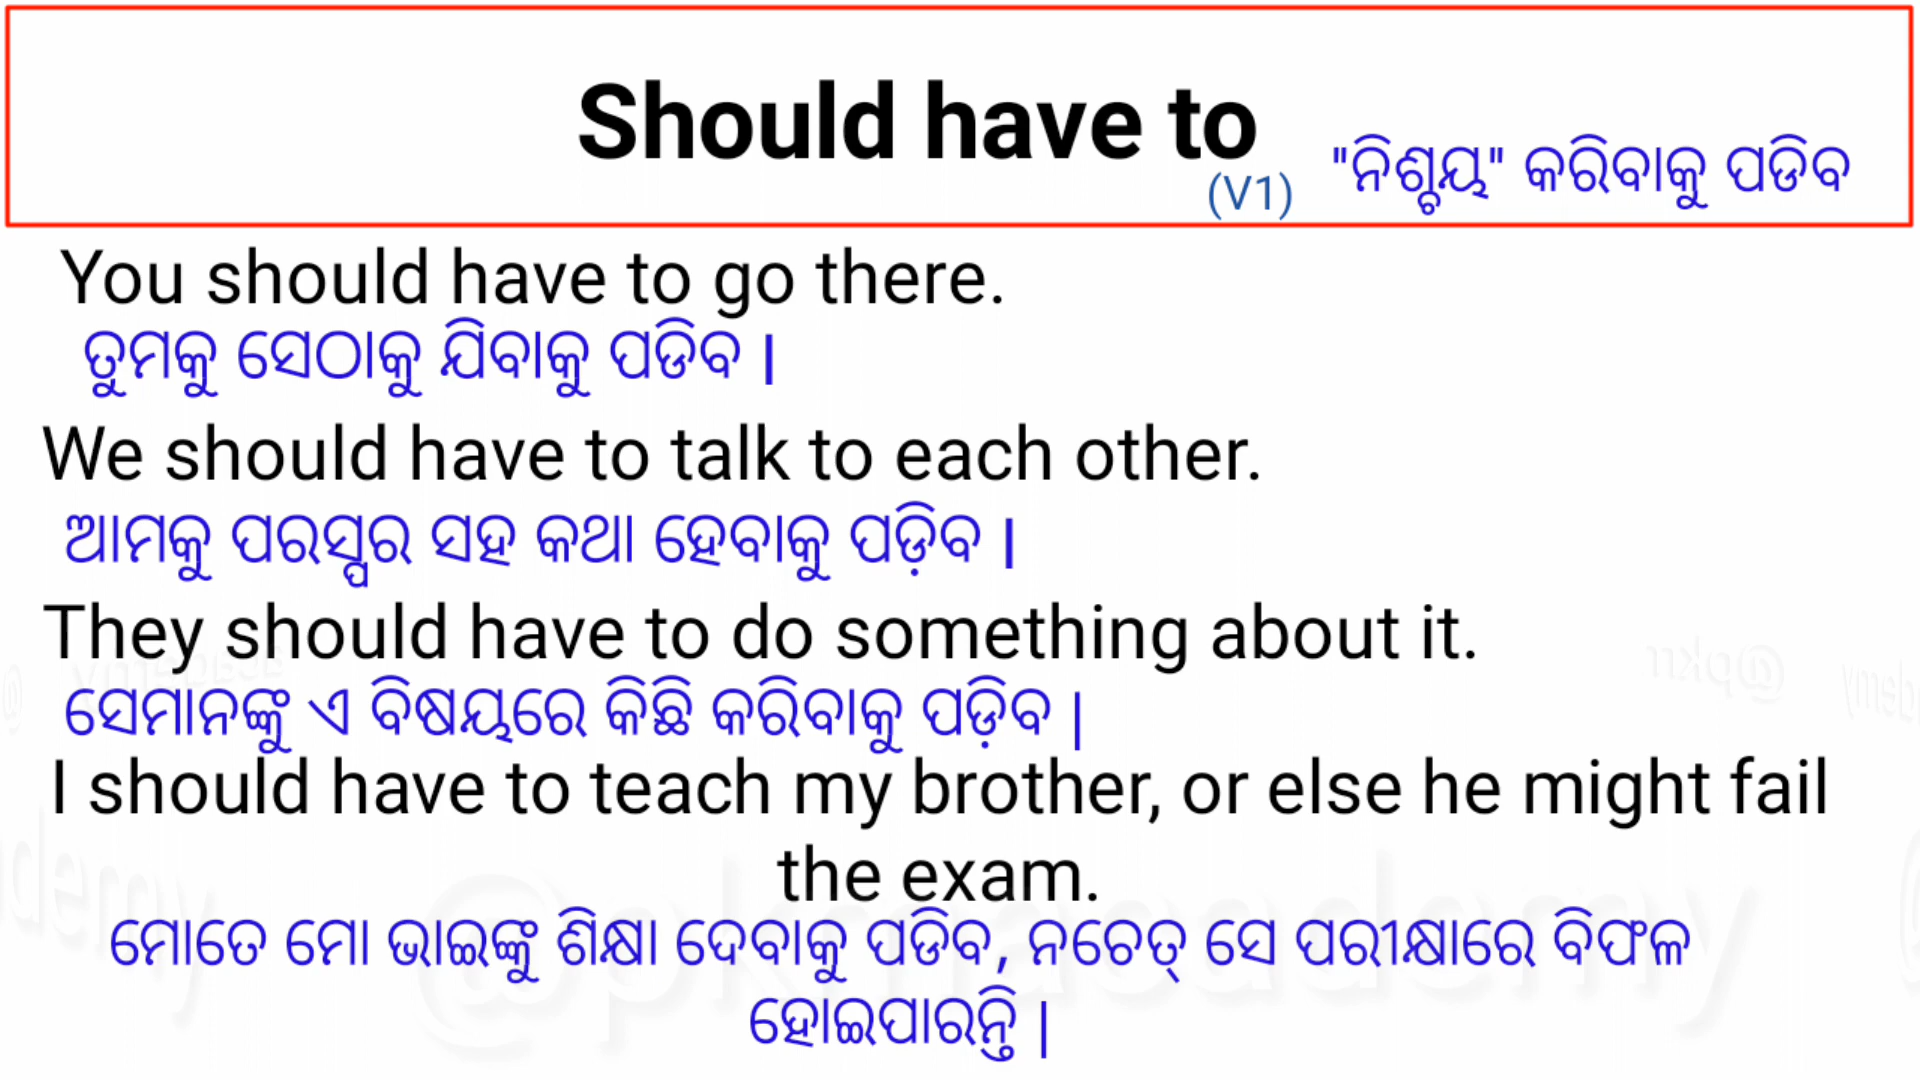 Should have to
(V1) "ନିଶ୍ଚୟ" କରିବାକୁ ପଡିବ
You should have to go there.
ତୁମକୁ ସେଠାକୁ ଯିବାକୁ ପଡିବ |
We should have to talk to each other.
ଆମକୁ ପରସ୍ପର ସହ କଥା ହେବାକୁ ପଡ଼ିବ |
They should have to do something about it.
ସେମାନଙ୍କୁ ଏ ବିଷୟରେ କିଛି କରିବାକୁ ପଡ଼ିବ |
I should have to teach my brother, or else he might fail
the exam.
ମୋତେ ମୋ ଭାଇଙ୍କୁ ଶିକ୍ଷା ଦେବାକୁ ପଡିବ, ନଚେତ୍ ସେ ପରୀକ୍ଷାରେ ବିଫଳ
ହୋଇପାରନ୍ତି |
@pkrnacademy